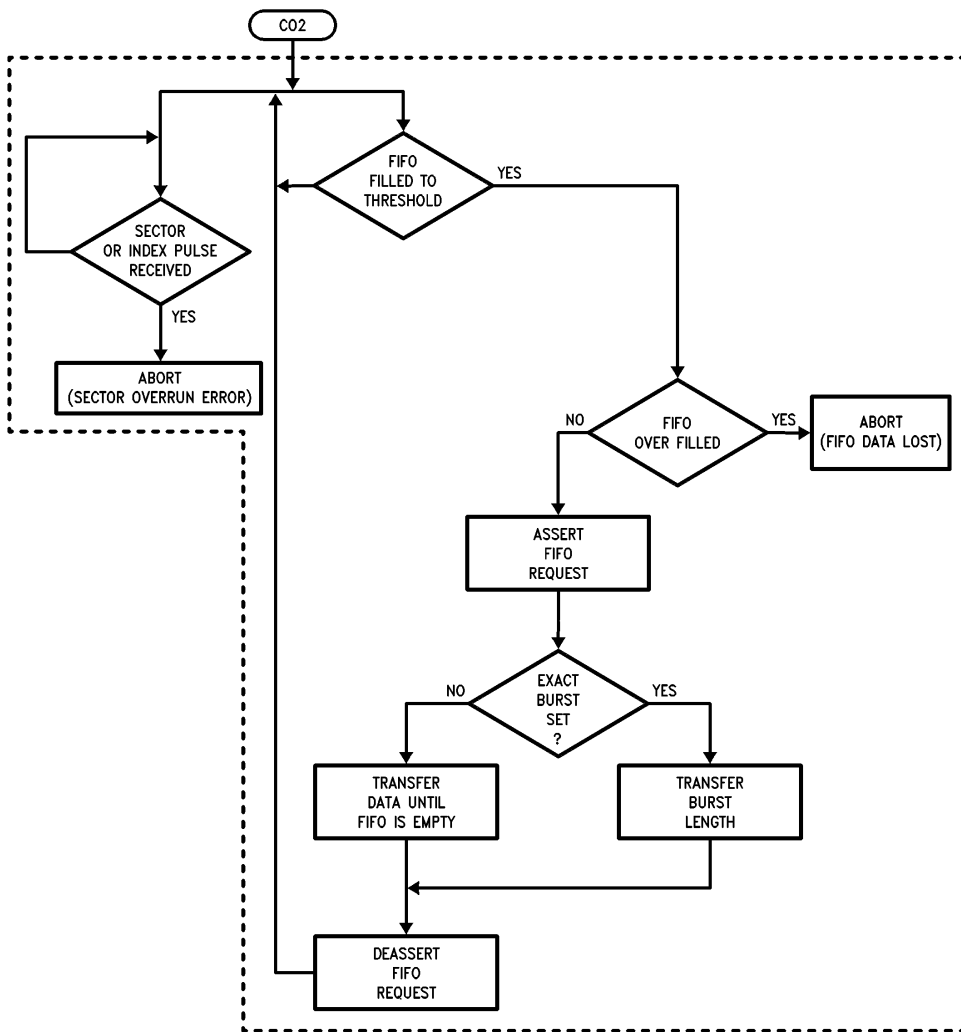 CO2
FIFO
FILLED TO
THRESHOLD
YES
SECTOR
OR INDEX PULSE
RECEIVED
YES
ABORT
(SECTOR OVERRUN ERROR)
NO
FIFO
OVER FILLED
YES
ABORT
(FIFO DATA LOST)
ASSERT
FIFO
REQUEST
NO
EXACT
BURST
SET
?
YES
TRANSFER
DATA UNTIL
FIFO IS EMPTY
TRANSFER
BURST
LENGTH
DEASSERT
FIFO
REQUEST